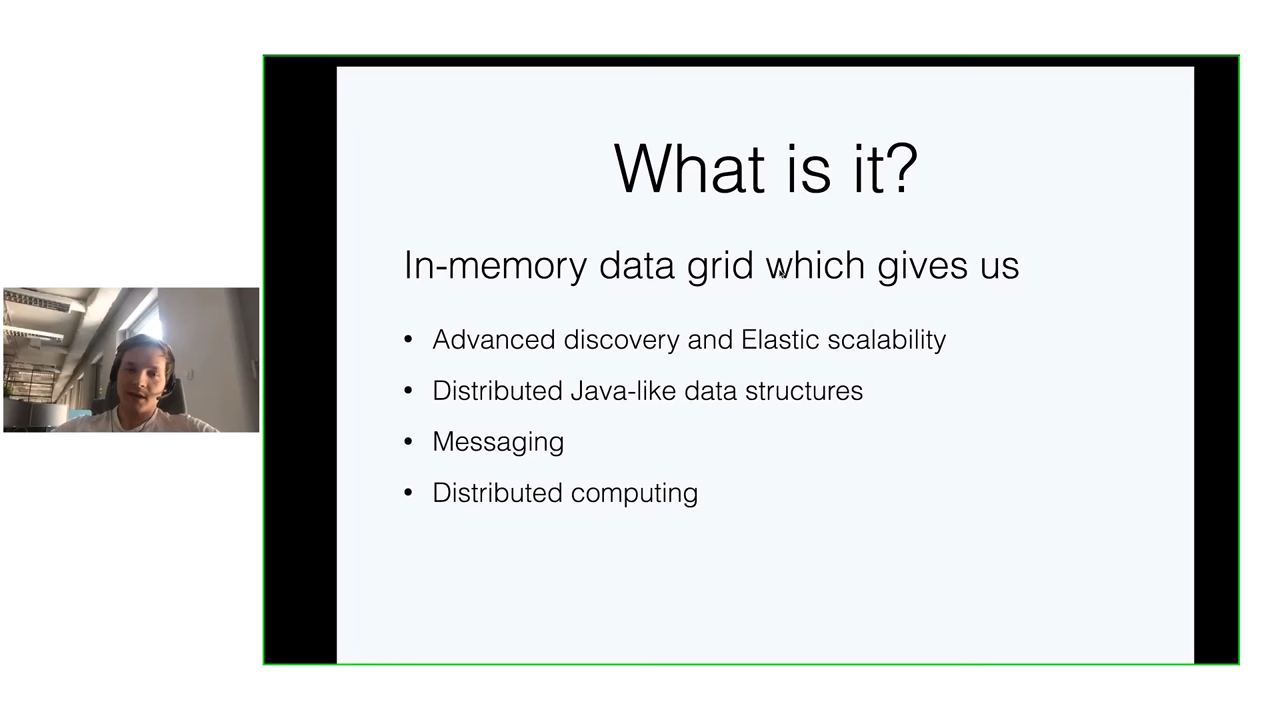 What is it?
In-memory data grid which gives us
• Advanced discovery and Elastic scalability
• Distributed Java-like data structures
• Messaging
• Distributed computing